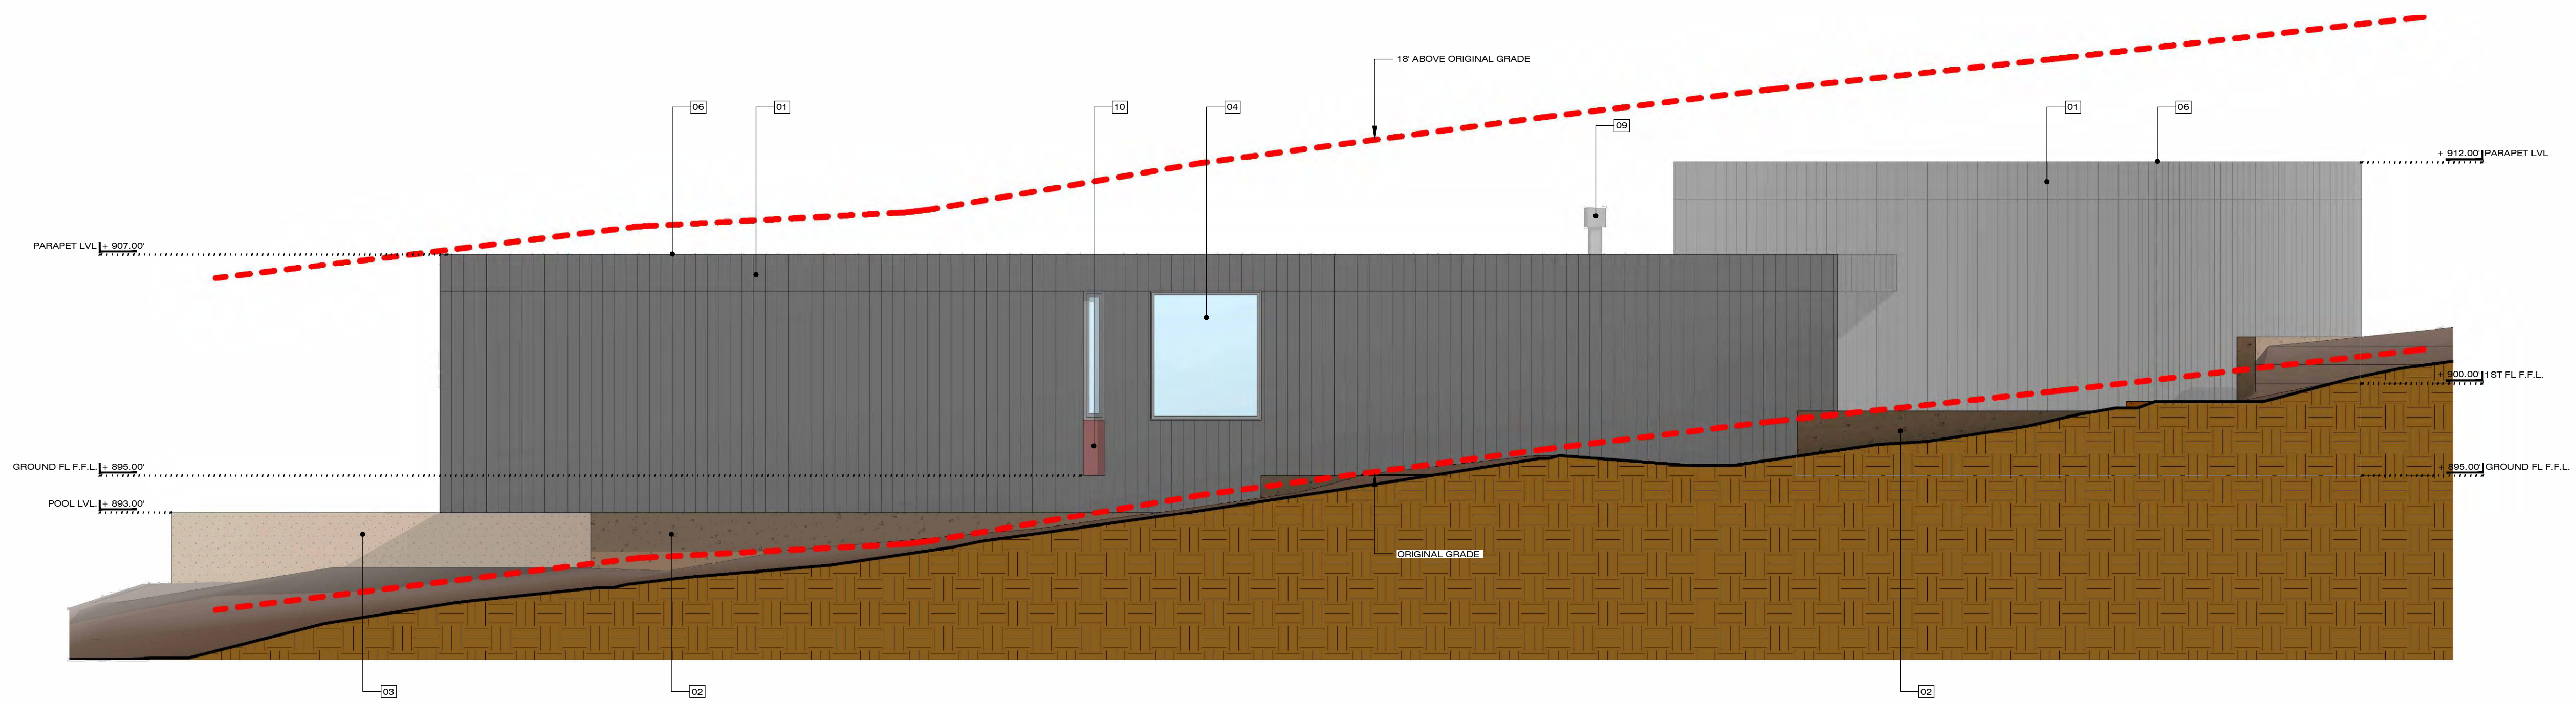 18' ABOVE ORIGINAL GRADE
06
01
10
04
09
01
06
+ 912.00' PARAPET LVL
PARAPET LVL + 907.00'
+ 900.00' 1ST FL F.F.L.
GROUND FL F.F.L. + 895.00'
+ 895.00' GROUND FL F.F.L.
POOL LVL. + 893.00'
ORIGINAL GRADE
03
02
02